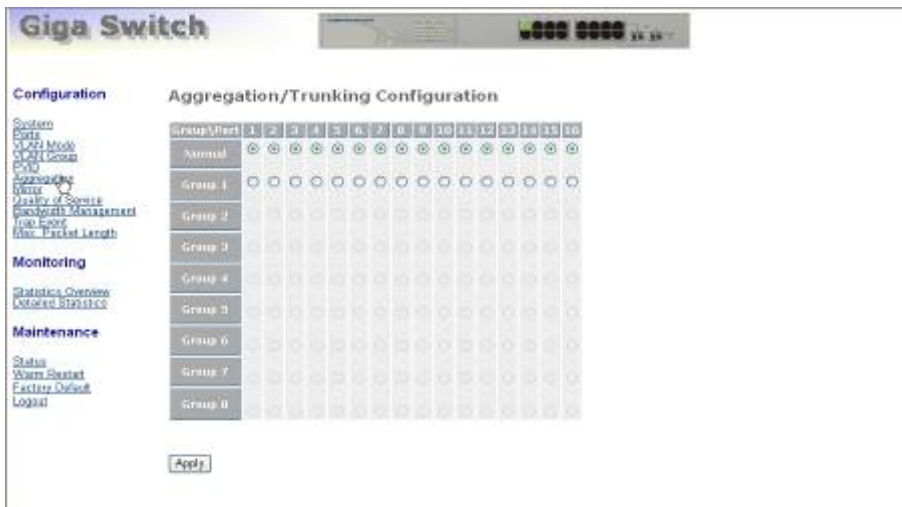 Giga Switch
Configuration
System
Ports
VLAN Mode
VLAN Group
PVID
Aggregation
Mirror
Quality of Service
Bandwidth Management
Trap Event
Max. Packet Length
Monitoring
Statistics Overview
Detailed Statistics
Maintenance
Status
Warm Restart
Factory Default
Logout
Aggregation/Trunking Configuration
Group\Port 1 2 3 4 5 6 7 8 9 10 11 12 13 14 15 16
Normal
Group 1
Group 2
Group 3
Group 4
Group 5
Group 6
Group 7
Group 8
Apply